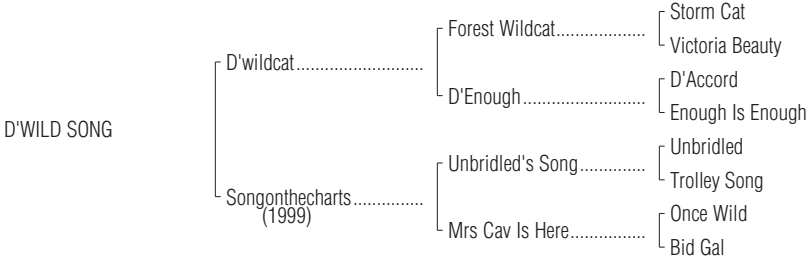 Storm Cat
Forest Wildcat....................
Victoria Beauty
D'wildcat...........................
D'Accord
D'Enough..........................
Enough Is Enough
D'WILD SONG
Unbridled
Unbridled's Song..............
Trolley Song
Songonthecharts...............
(1999)
Once Wild
Mrs Cav Is Here................
Bid Gal